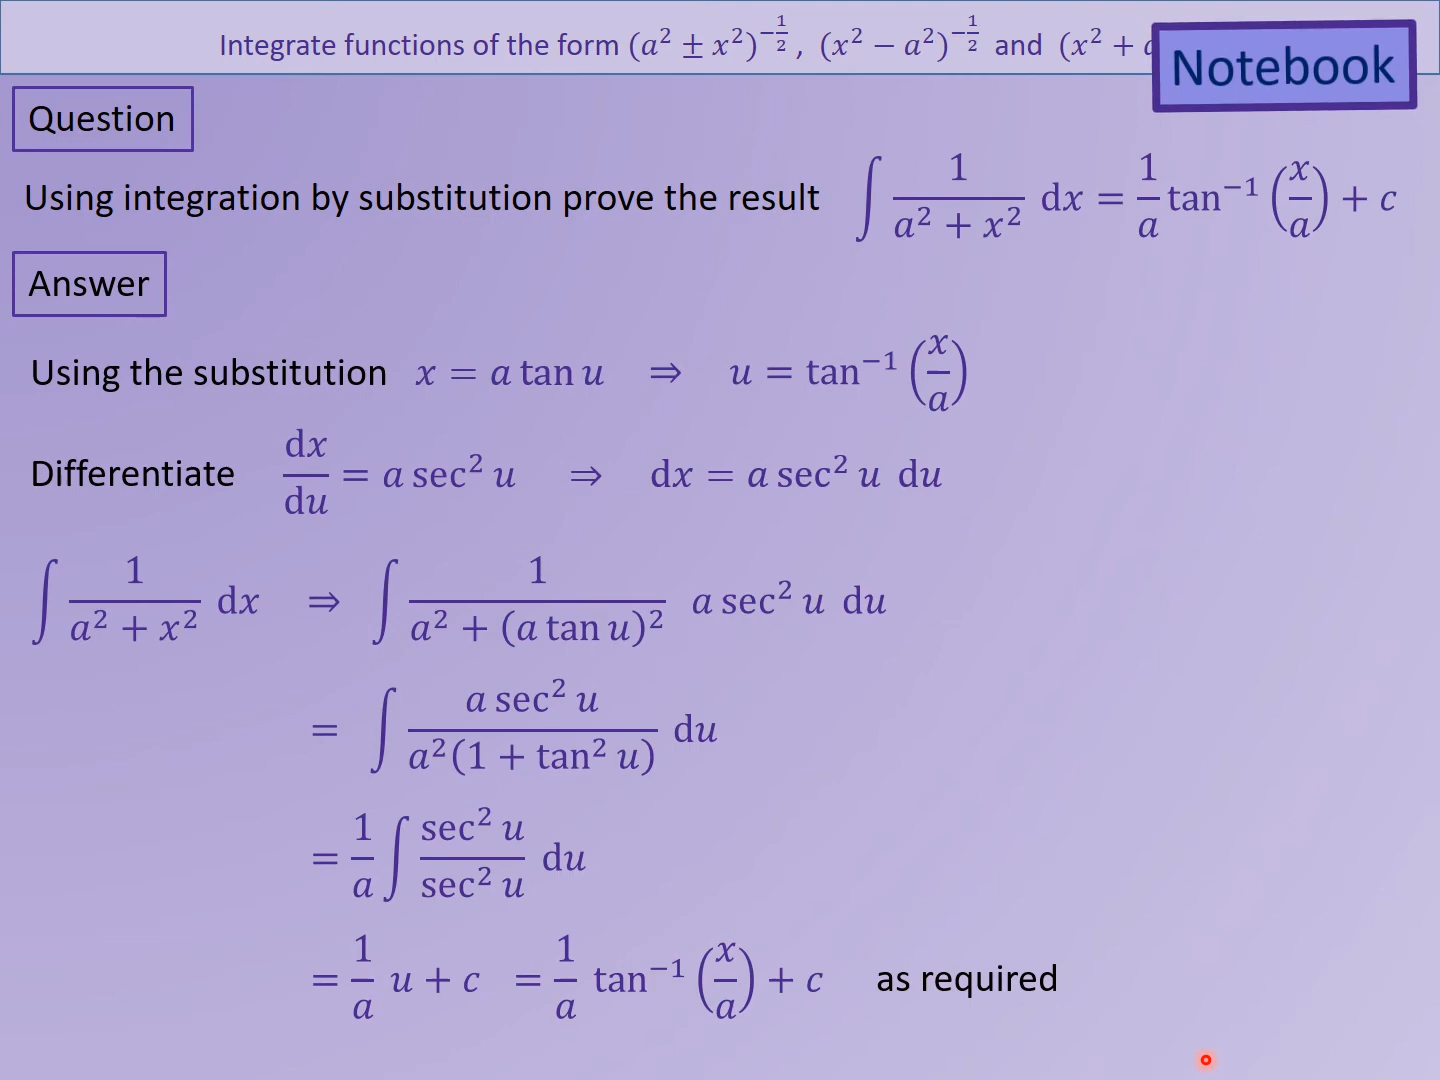 Integrate functions of the form (a² ± x²)^(−1/2), (x² − a²)^(−1/2) and (x² +
Notebook
Question
Using integration by substitution prove the result ∫ 1/(a² + x²) dx = 1/a tan⁻¹(x/a) + c
Answer
Using the substitution x = a tan u ⇒ u = tan⁻¹(x/a)
Differentiate dx/du = a sec² u ⇒ dx = a sec² u du
∫ 1/(a² + x²) dx ⇒ ∫ 1/(a² + (a tan u)²) a sec² u du
= ∫ a sec² u/(a²(1 + tan² u)) du
= 1/a ∫ sec² u/sec² u du
= 1/a u + c = 1/a tan⁻¹(x/a) + c as required